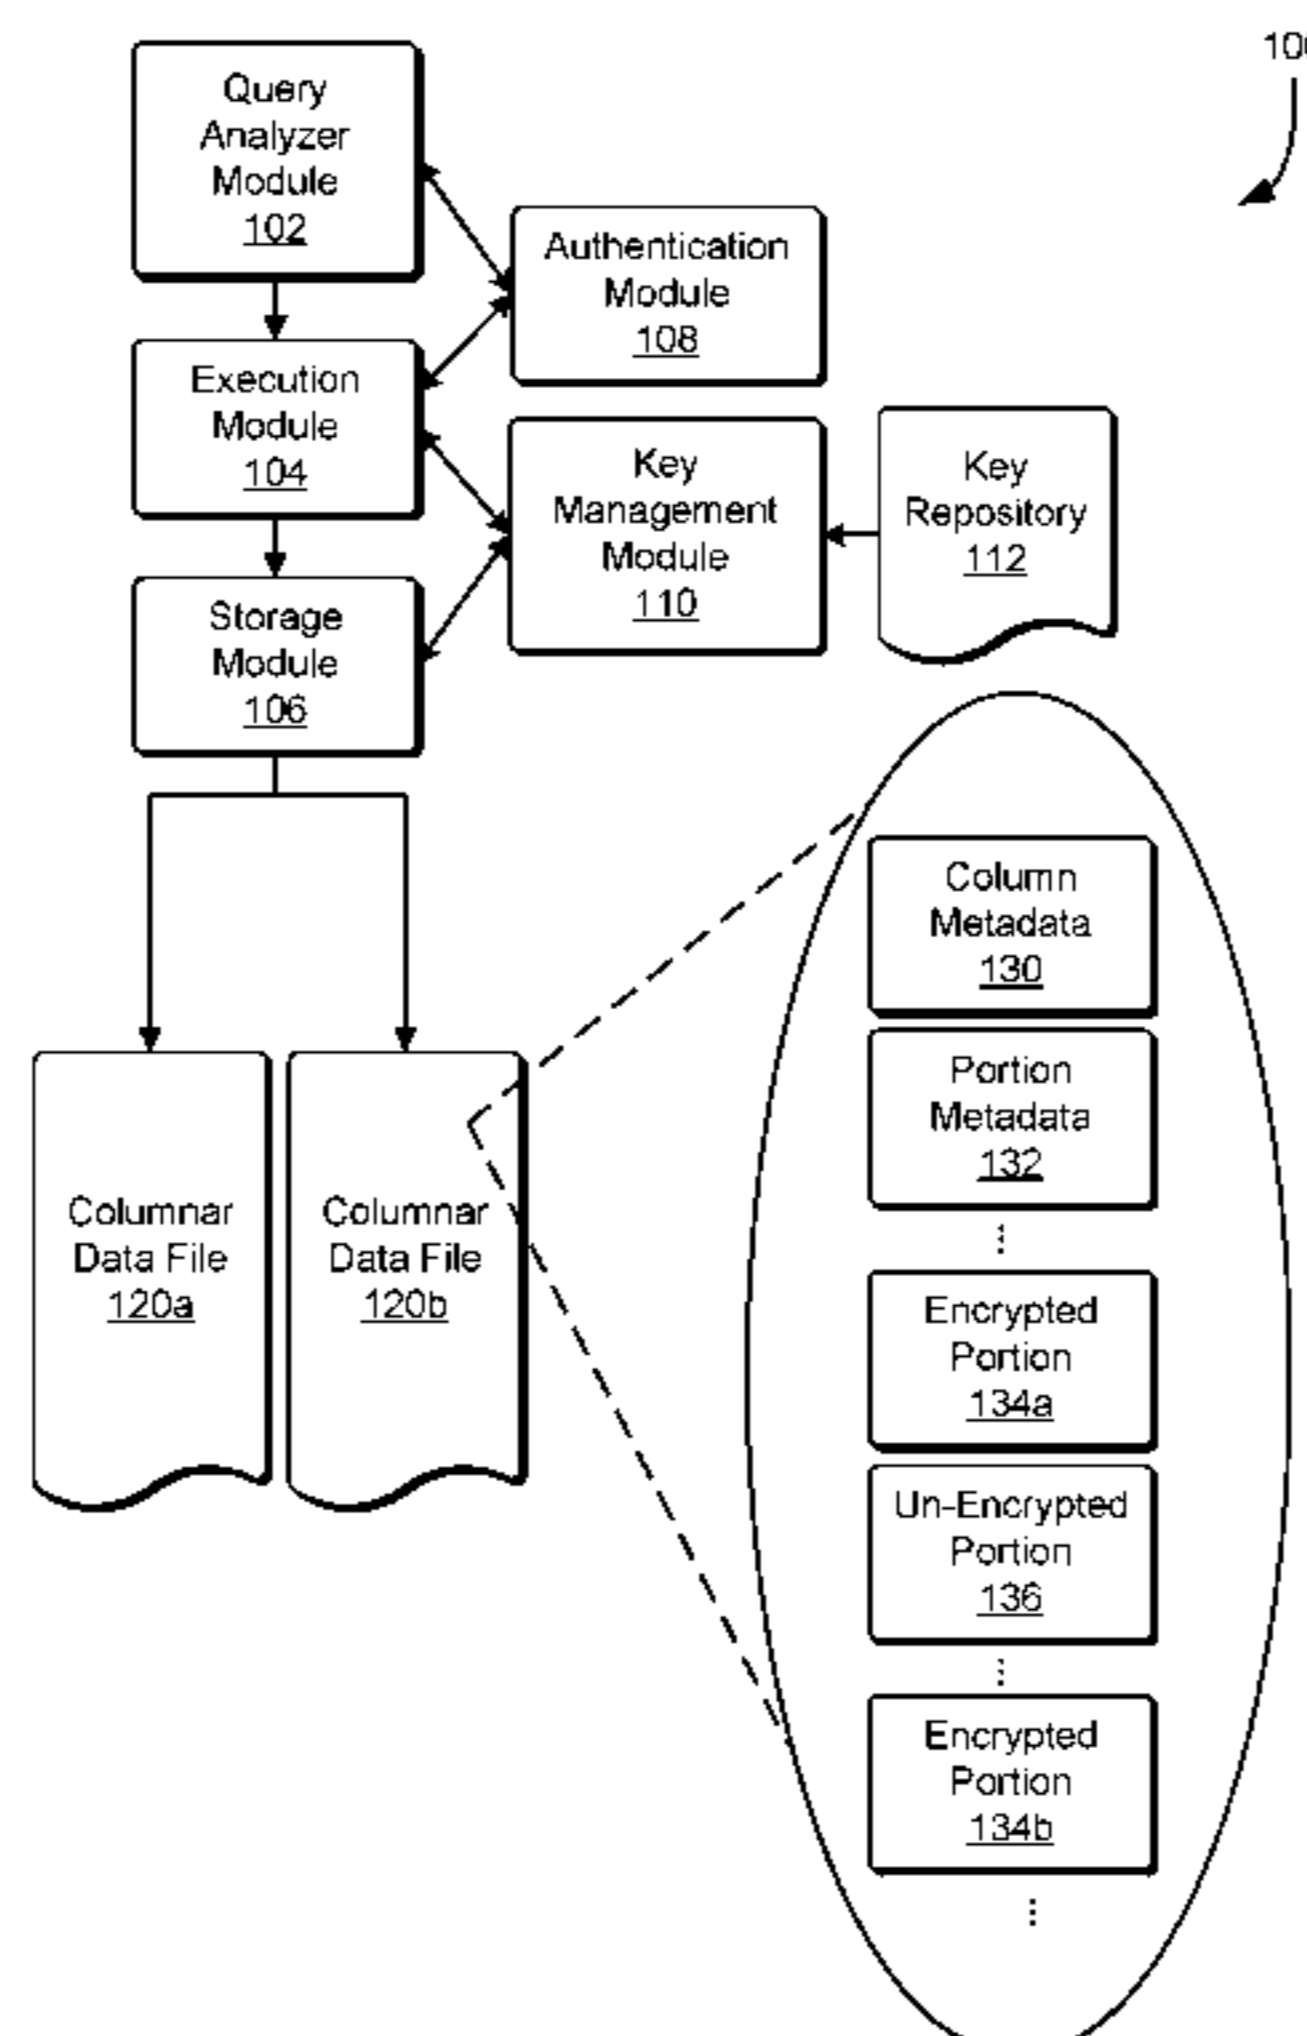 100
Query
Analyzer
Module
102
Authentication
Module
108
Execution
Module
104
Key
Management
Module
110
Key
Repository
112
Storage
Module
106
Column
Metadata
130
Portion
Metadata
132
Columnar
Data File
120a
Columnar
Data File
120b
Encrypted
Portion
134a
Un-Encrypted
Portion
136
Encrypted
Portion
134b